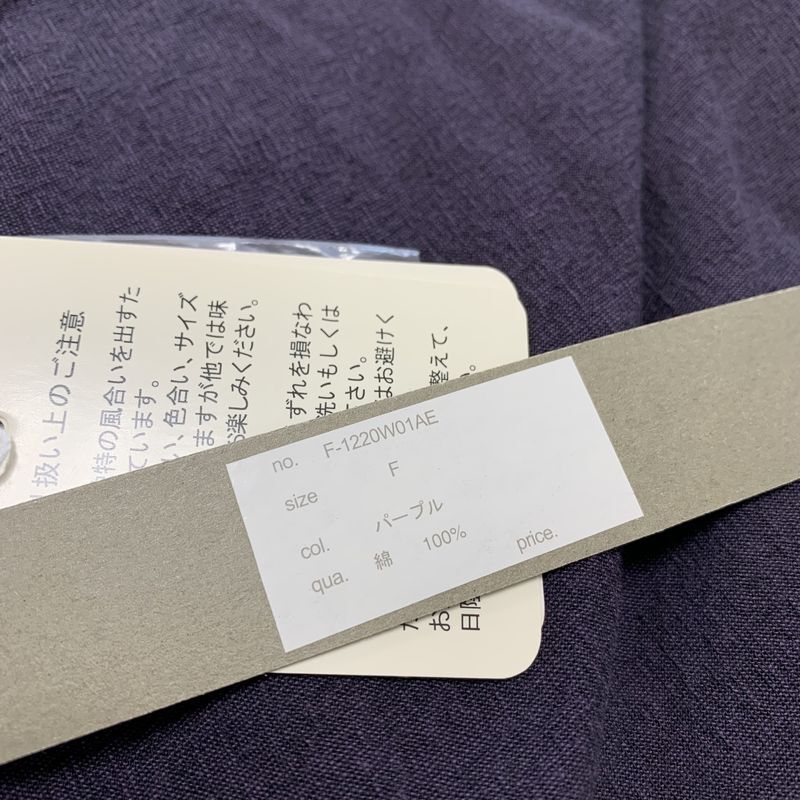 扱い上のご注意
特の風合いを出すた
ています。
、色合い、サイズ
ますが他では味
お楽しみください。
ずれを損なわ
洗いもしくは
さい。
はお避けく
整えて、
no. F-1220W01AE
size F
col. パープル
qua. 綿 100%
price.